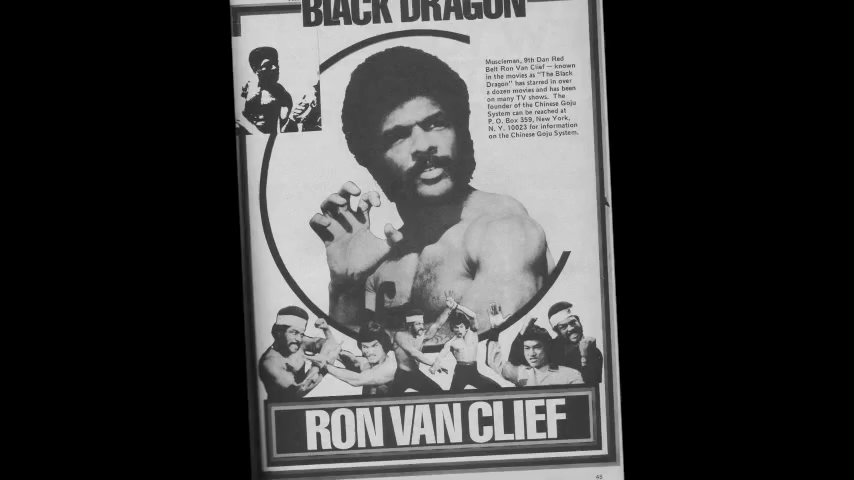 BLACK DRAGON
Muscleman, 9th Dan Red
Belt Ron Van Clief — known
in the movies as "The Black
Dragon" has starred in over
a dozen movies and has been
on many TV shows. The
founder of the Chinese Goju
System can be reached at
P. O. Box 359, New York,
N. Y. 10023 for information
on the Chinese Goju System.
RON VAN CLIEF
46